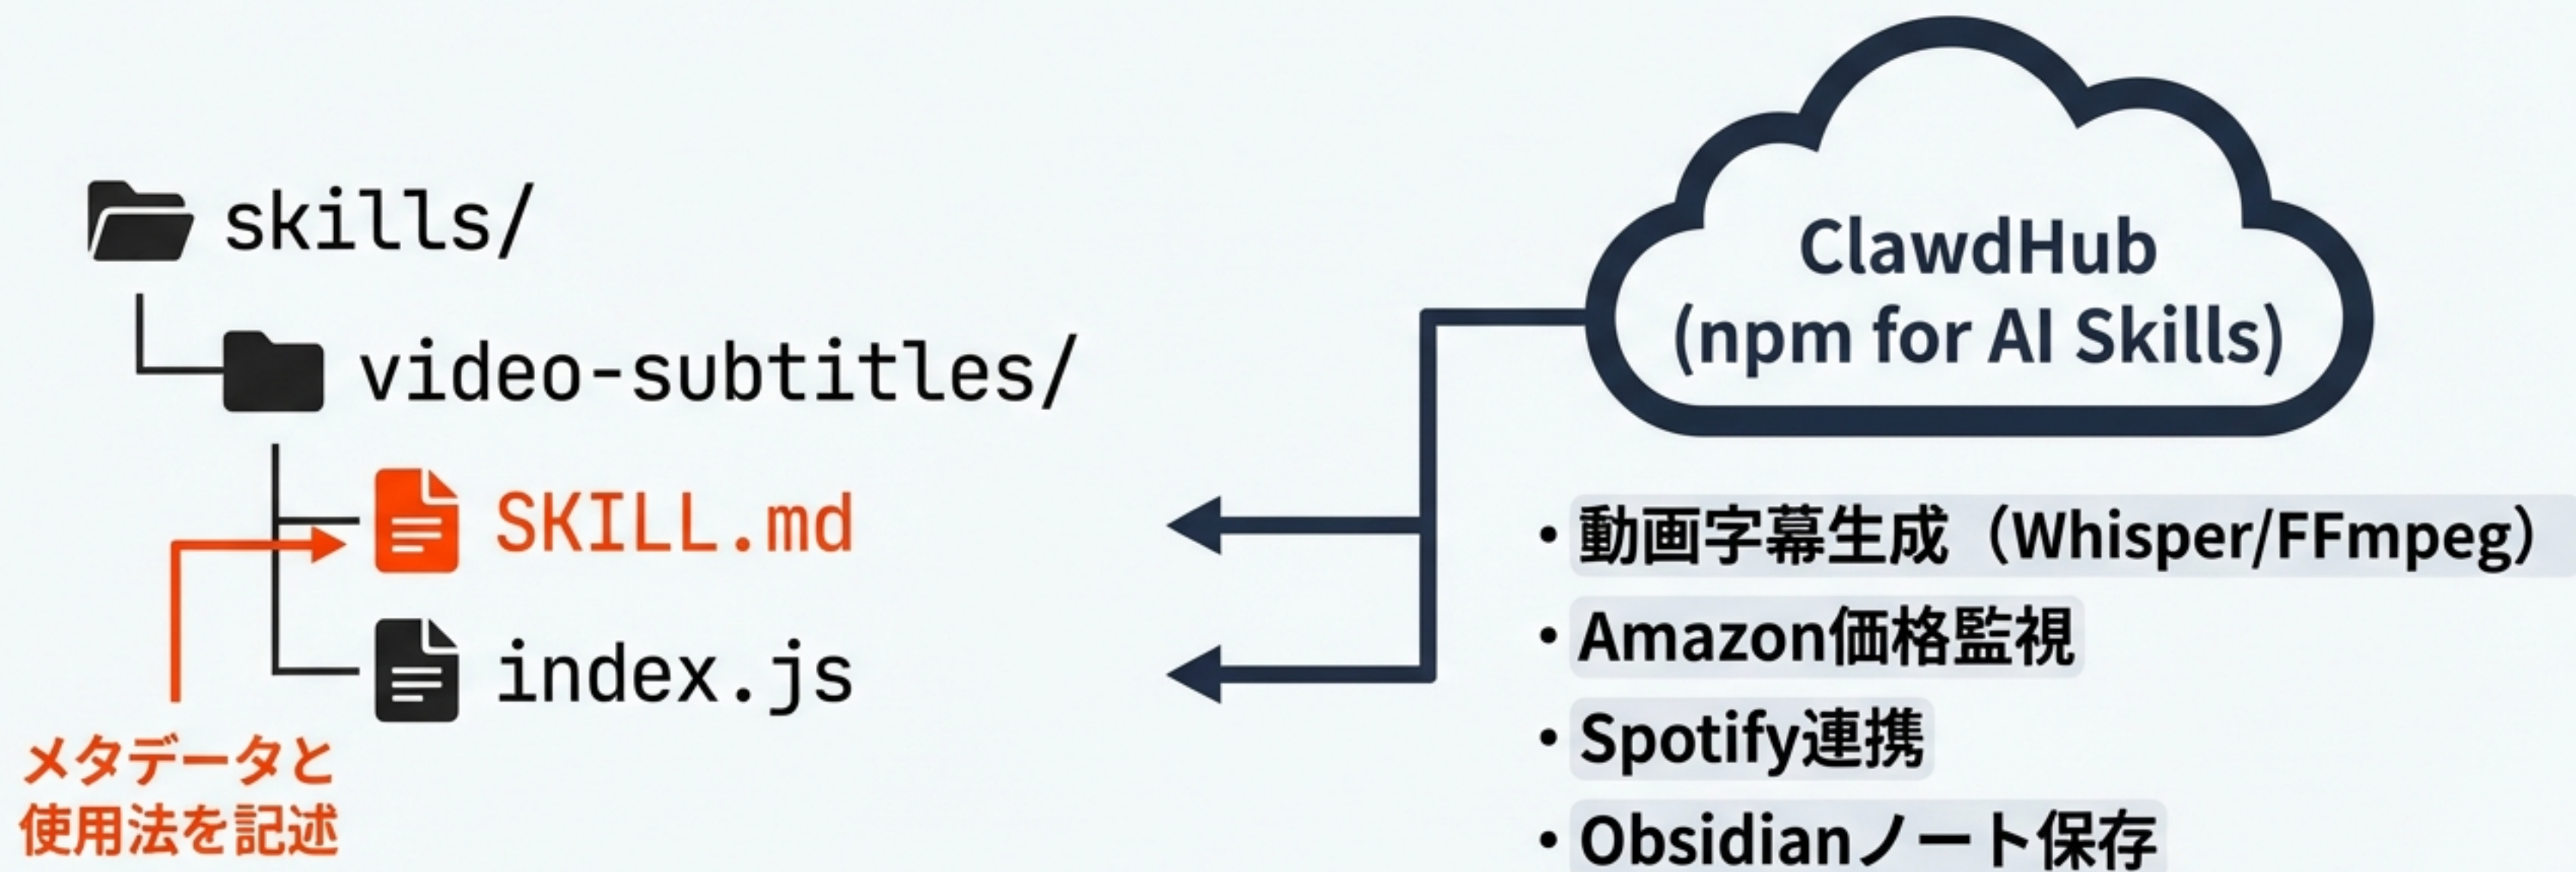 skills/
video-subtitles/
SKILL.md
index.js
メタデータと
使用法を記述
ClawdHub
(npm for AI Skills)
・動画字幕生成（Whisper/FFmpeg）
・Amazon価格監視
・Spotify連携
・Obsidianノート保存